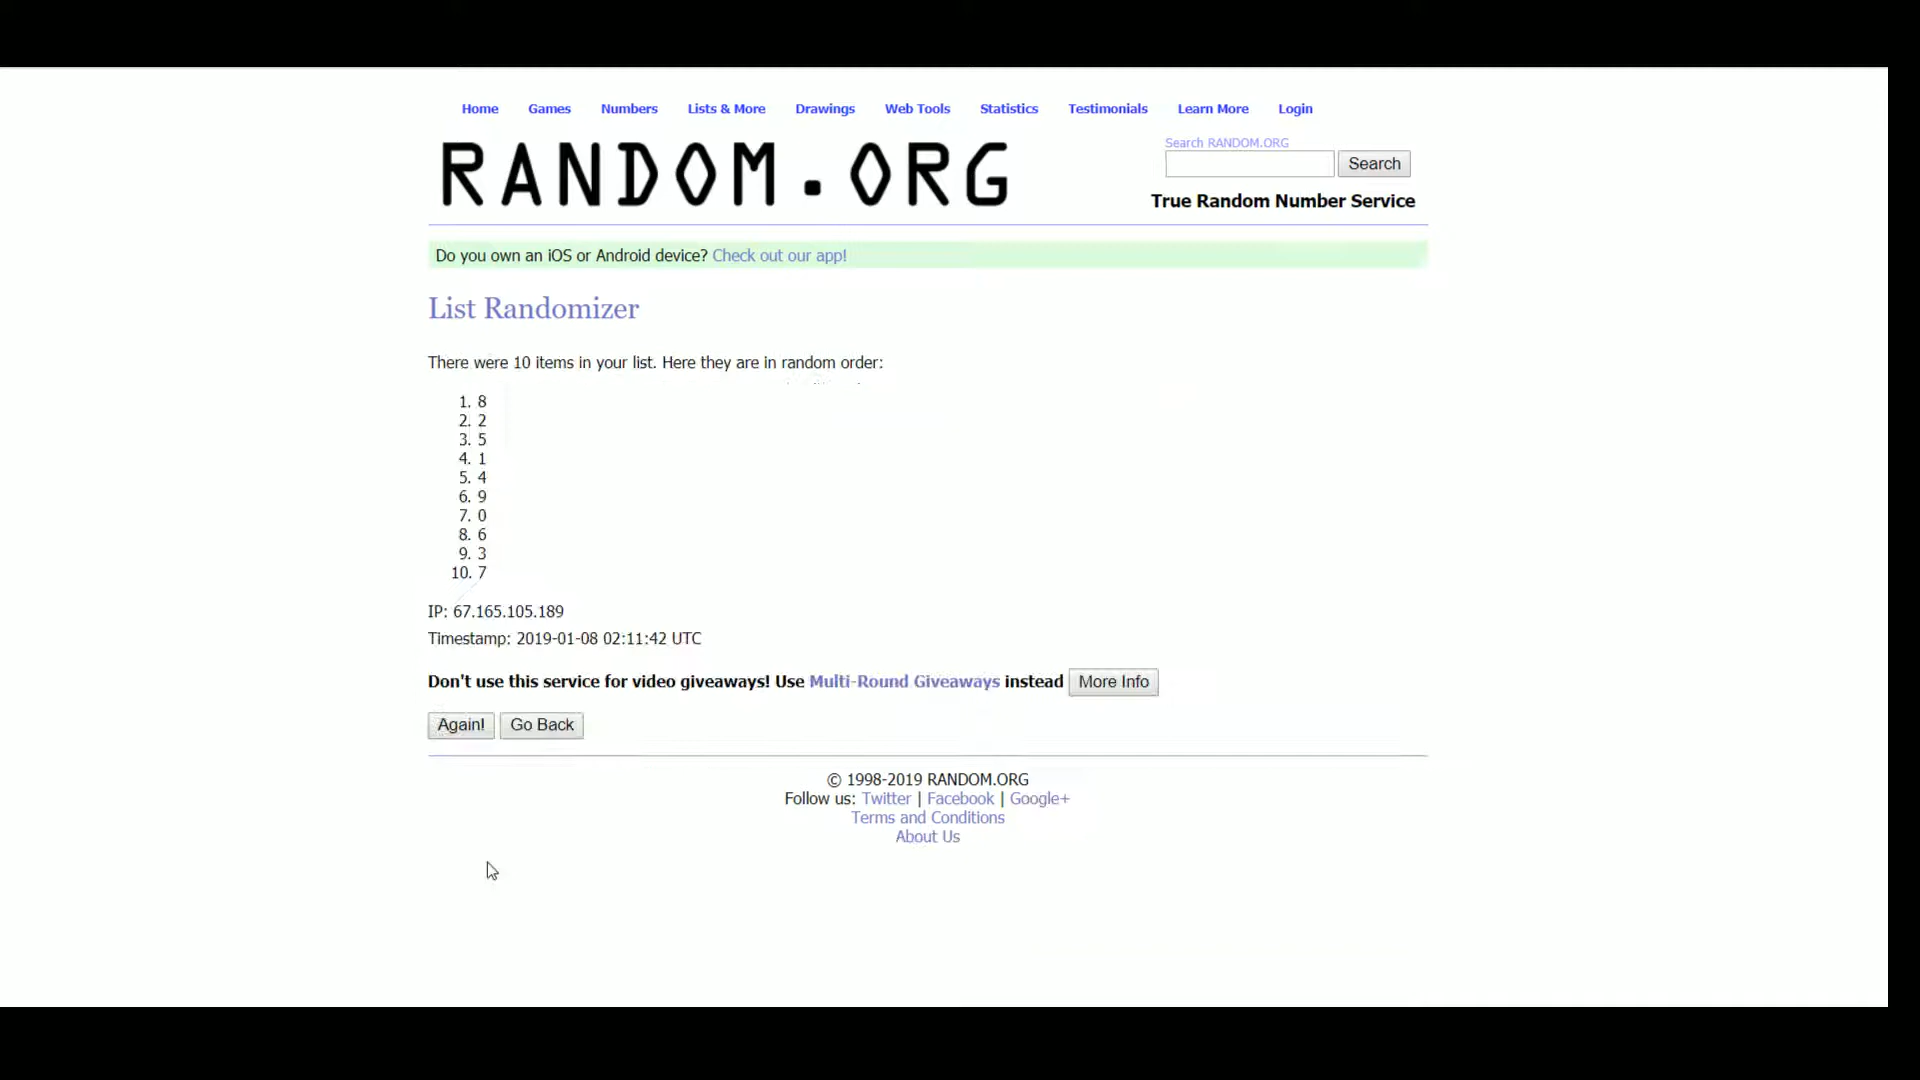 Home Games Numbers Lists & More Drawings Web Tools Statistics Testimonials Learn More Login
RANDOM.ORG
Search RANDOM.ORG
Search
True Random Number Service
Do you own an iOS or Android device? Check out our app!
List Randomizer
There were 10 items in your list. Here they are in random order:
1. 8
2. 2
3. 5
4. 1
5. 4
6. 9
7. 0
8. 6
9. 3
10. 7
IP: 67.165.105.189
Timestamp: 2019-01-08 02:11:42 UTC
Don't use this service for video giveaways! Use Multi-Round Giveaways instead More Info
Again! Go Back
© 1998-2019 RANDOM.ORG
Follow us: Twitter | Facebook | Google+
Terms and Conditions
About Us